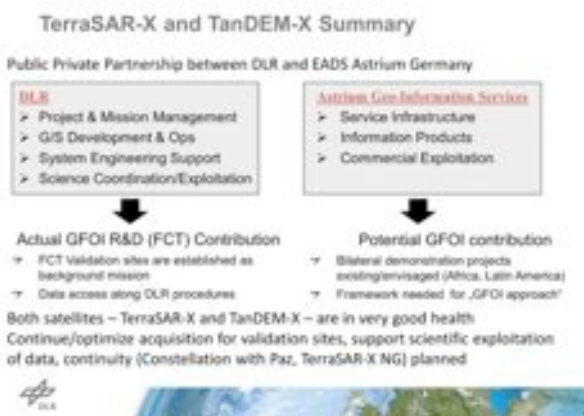 TerraSAR-X and TanDEM-X Summary
Public Private Partnership between DLR and EADS Astrium Germany
DLR
Project & Mission Management
G/S Development & Ops
System Engineering Support
Science Coordination/Exploitation
Astrium Geo-Information Services
Service Infrastructure
Information Products
Commercial Exploitation
Actual GFOI R&D (FCT) Contribution
FCT Validation sites are established as
background mission
Data access along DLR procedures
Potential GFOI contribution
Bilateral demonstration projects
existing/envisaged (Africa, Latin America)
Framework needed for „GFOI approach"
Both satellites – TerraSAR-X and TanDEM-X – are in very good health
Continue/optimize acquisition for validation sites, support scientific exploitation
of data, continuity (Constellation with Paz, TerraSAR-X NG) planned
DLR